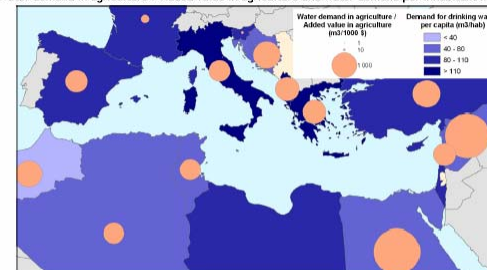 Water demand in agriculture /
Added value in agriculture
(m3/1000 $)
1
10
1 000
Demand for drinking wa
per capita (m3/hab)
< 40
40 - 80
80 - 110
> 110